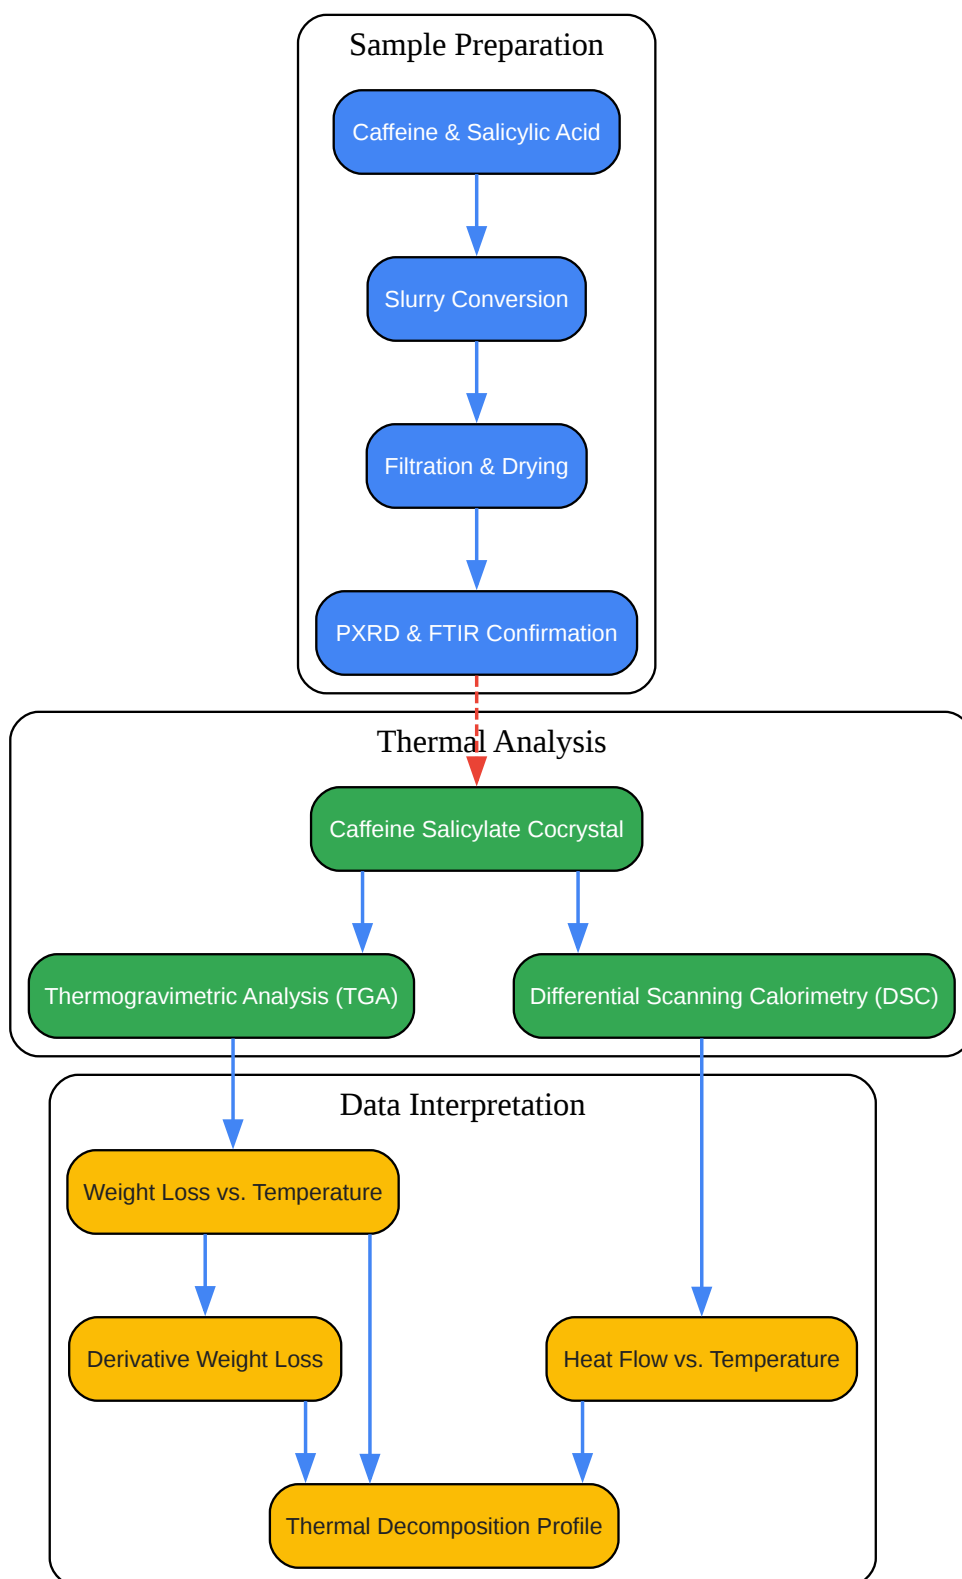 Sample Preparation
Caffeine & Salicylic Acid
Slurry Conversion
Filtration & Drying
PXRD & FTIR Confirmation
Thermal Analysis
Caffeine Salicylate Cocrystal
Thermogravimetric Analysis (TGA)
Differential Scanning Calorimetry (DSC)
Data Interpretation
Weight Loss vs. Temperature
Derivative Weight Loss
Heat Flow vs. Temperature
Thermal Decomposition Profile